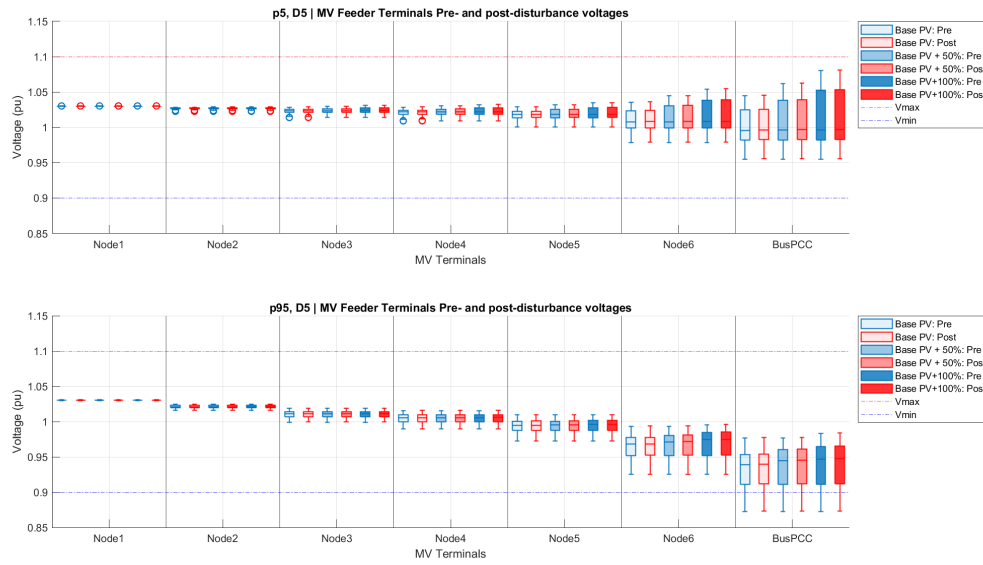 p5, D5 | MV Feeder Terminals Pre- and post-disturbance voltages
1.15
1.1
1.05
1
0.95
0.9
0.85
Voltage (pu)
Node1
Node2
Node3
Node4
Node5
Node6
BusPCC
MV Terminals
Base PV: Pre
Base PV: Post
Base PV + 50%: Pre
Base PV + 50%: Pos
Base PV+100%: Pre
Base PV+100%: Pos
Vmax
Vmin
p95, D5 | MV Feeder Terminals Pre- and post-disturbance voltages
1.15
1.1
1.05
1
0.95
0.9
0.85
Voltage (pu)
Node1
Node2
Node3
Node4
Node5
Node6
BusPCC
MV Terminals
Base PV: Pre
Base PV: Post
Base PV + 50%: Pre
Base PV + 50%: Pos
Base PV+100%: Pre
Base PV+100%: Pos
Vmax
Vmin